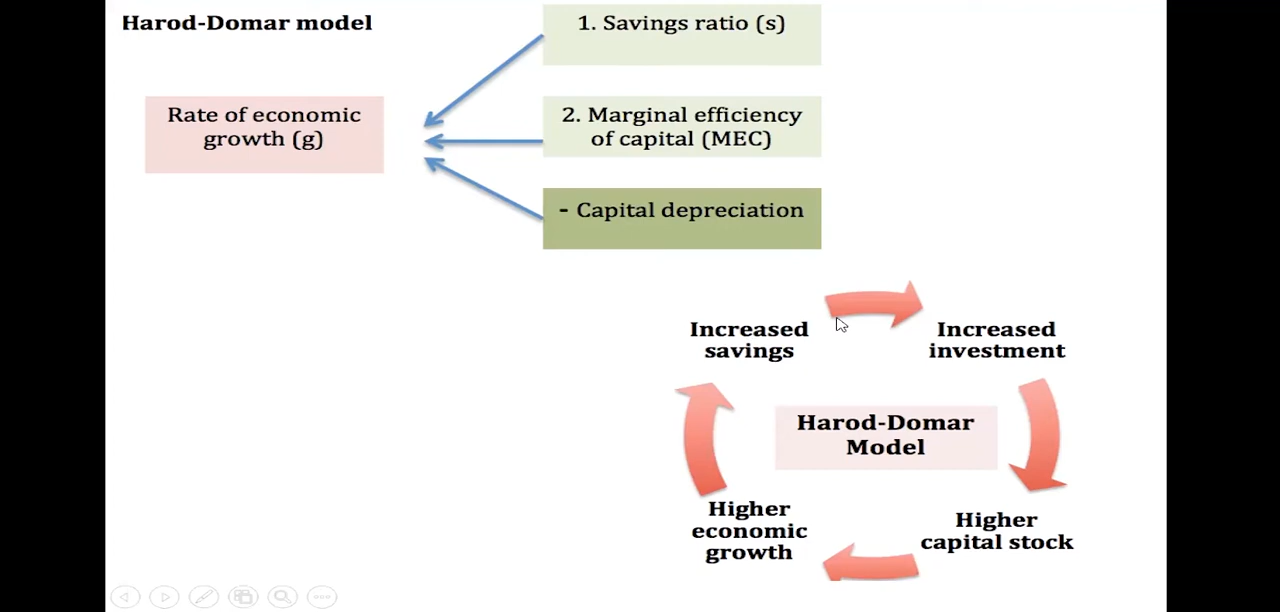 Harod-Domar model
1. Savings ratio (s)
Rate of economic
growth (g)
2. Marginal efficiency
of capital (MEC)
- Capital depreciation
Increased
savings
Increased
investment
Harod-Domar
Model
Higher
economic
growth
Higher
capital stock